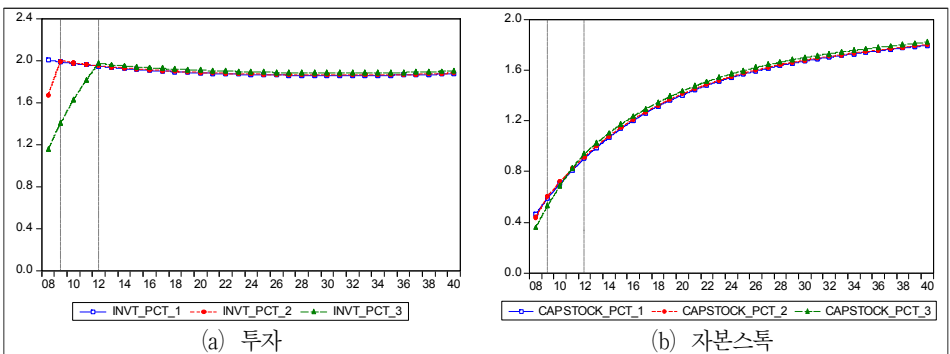 2.4
2.0
1.6
1.2
0.8
0.4
0.0
08 10 12 14 16 18 20 22 24 26 28 30 32 34 36 38 40
INVT_PCT_1 INVT_PCT_2 INVT_PCT_3
(a) 투자
2.0
1.6
1.2
0.8
0.4
0.0
08 10 12 14 16 18 20 22 24 26 28 30 32 34 36 38 40
CAPSTOCK_PCT_1 CAPSTOCK_PCT_2 CAPSTOCK_PCT_3
(b) 자본스톡